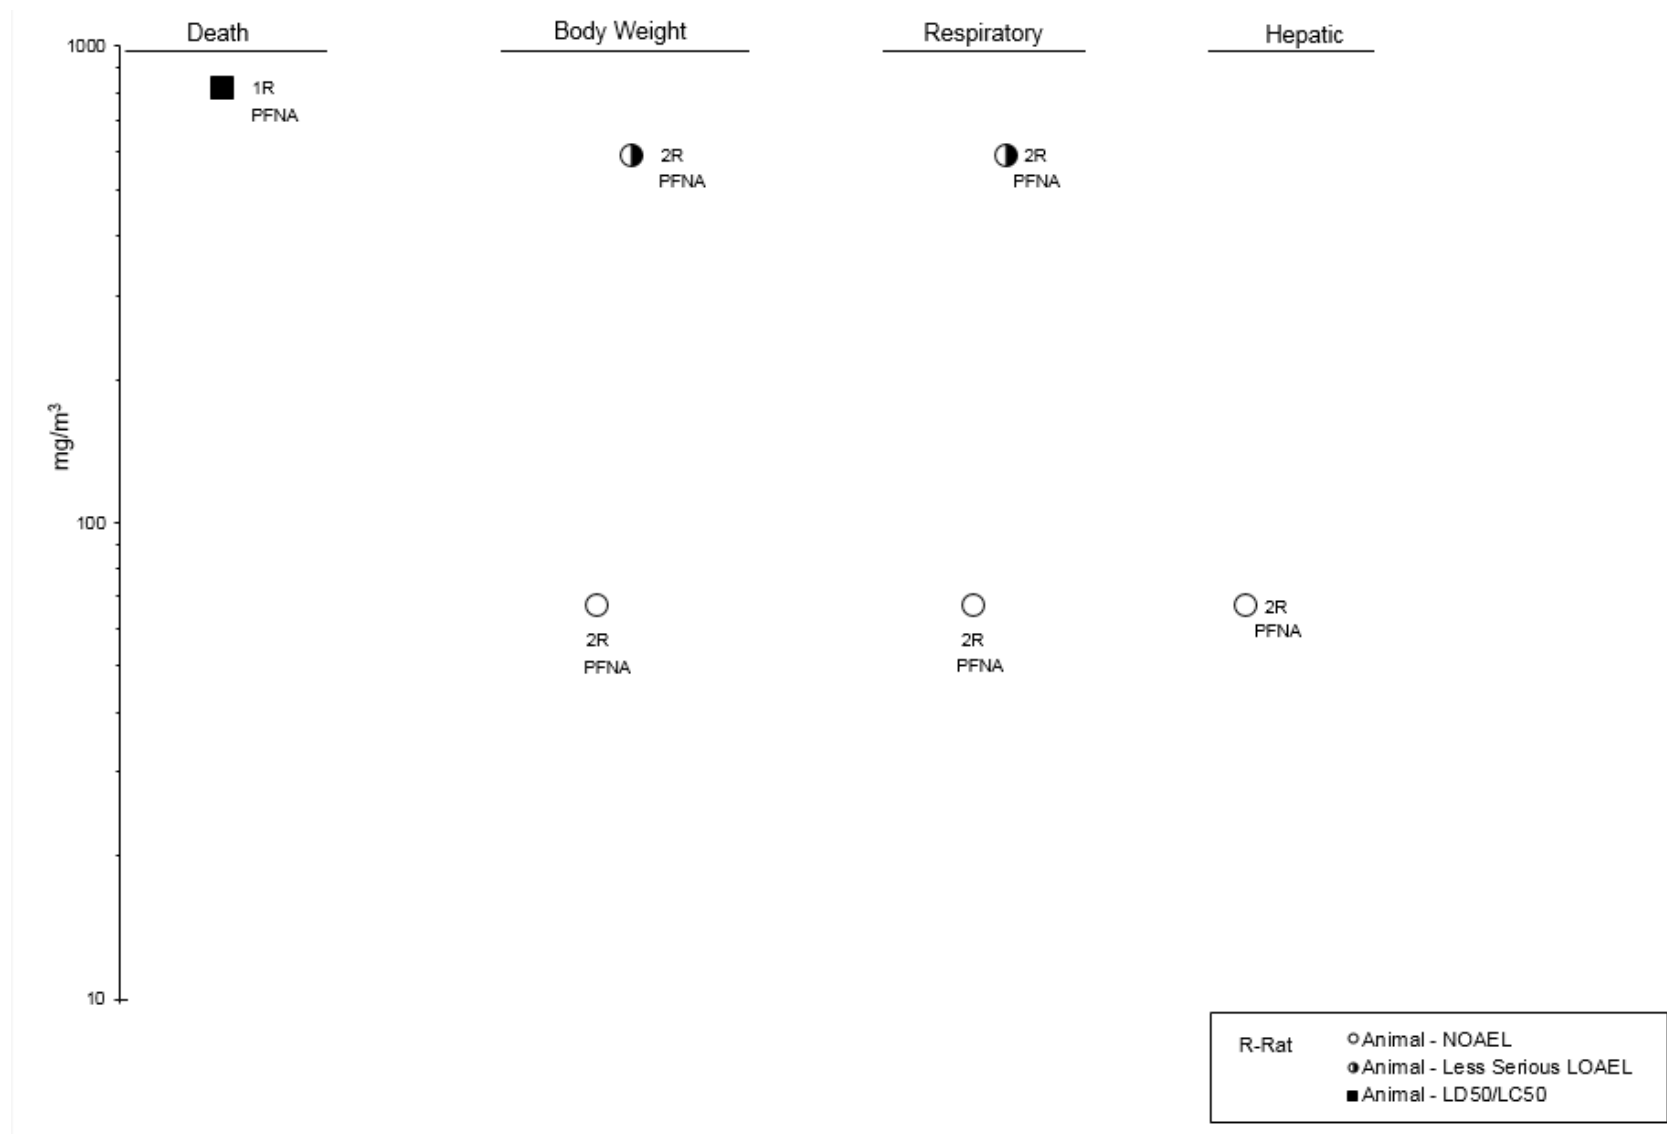 Death
Body Weight
Respiratory
Hepatic
1000
1R
PFNA
2R
PFNA
2R
PFNA
mg/m³
100
2R
PFNA
2R
PFNA
2R
PFNA
10
R-Rat
Animal - NOAEL
Animal - Less Serious LOAEL
Animal - LD50/LC50